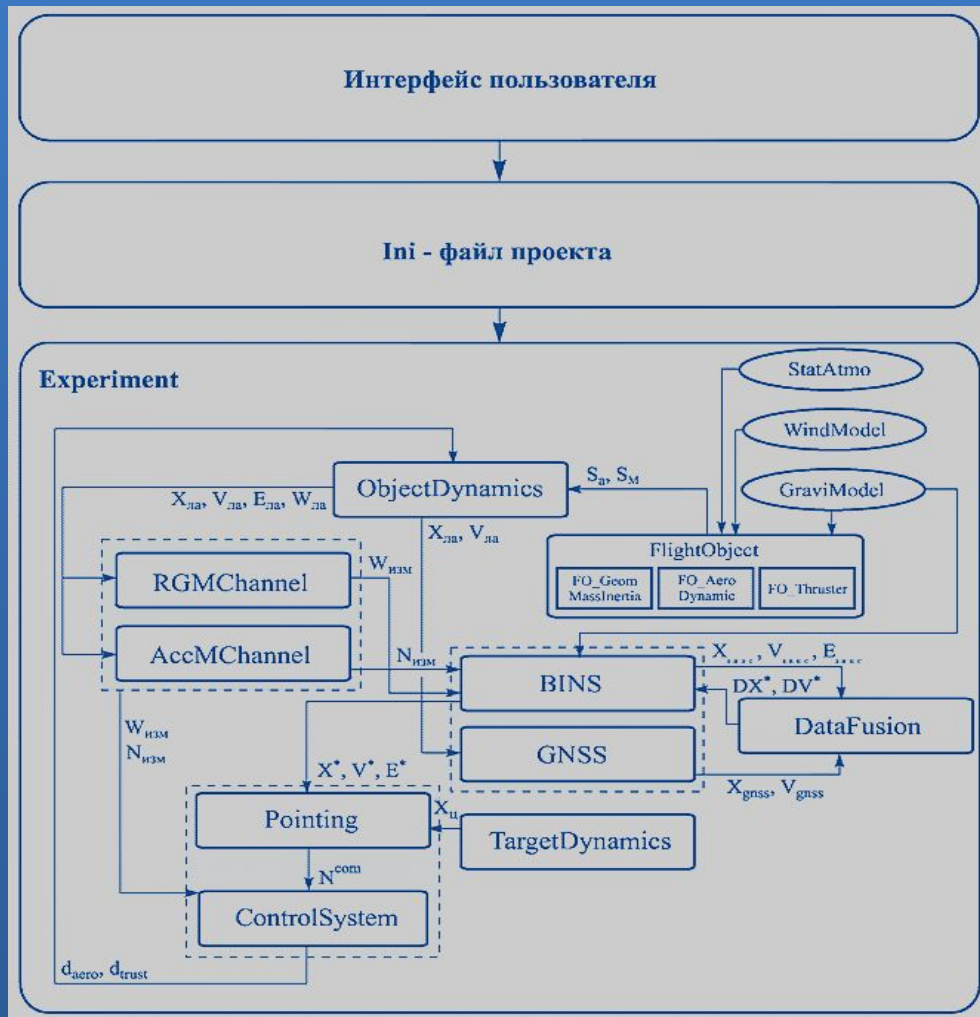 Интерфейс пользователя
Ini - файл проекта
Experiment
StatAtmo
WindModel
GraviModel
ObjectDynamics
Sₐ, Sₘ
Xла, Vла, Eла, Wла
Xла, Vла
FlightObject
FO_Geom
MassInertia
FO_Aero
Dynamic
FO_Thruster
RGMChannel
Wизм
AccMChannel
Nизм
BINS
X, V, E
DX*, DV*
DataFusion
GNSS
Xgnss, Vgnss
Wизм
Nизм
X*, V*, E*
Pointing
Xц
TargetDynamics
Ncom
ControlSystem
daero, dtrust